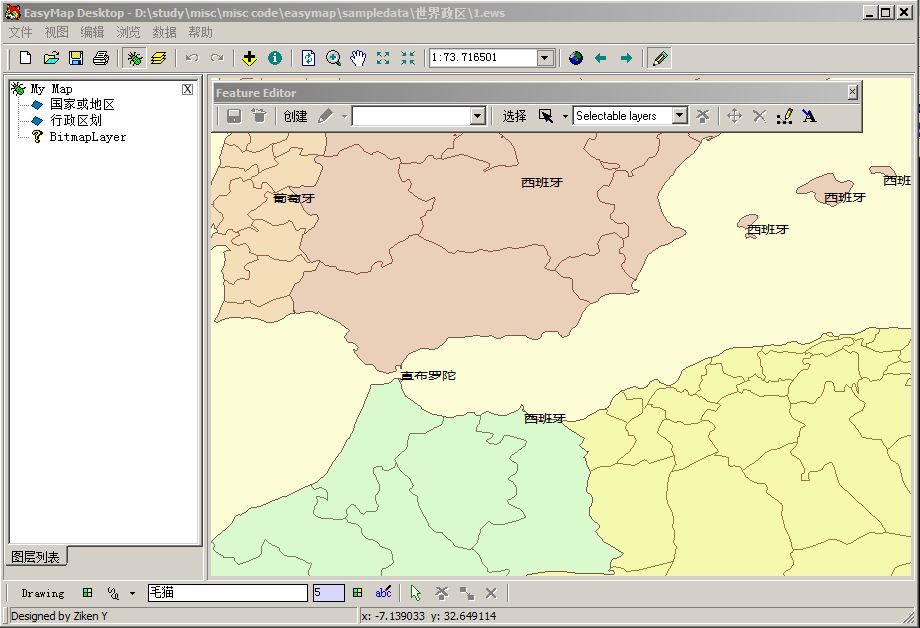 EasyMap Desktop - D:\study\misc\misc code\easymap\sampledata\世界政区\1.ews
文件 视图 编辑 浏览 数据 帮助
1:73.716501
My Map
国家或地区
行政区划
BitmapLayer
Feature Editor
创建 选择 Selectable layers
西班牙
西班
葡萄牙
西班牙
西班牙
直布罗陀
西班牙
图层列表
Drawing 毛猫 5 abc
Designed by Ziken Y
x: -7.139033 y: 32.649114